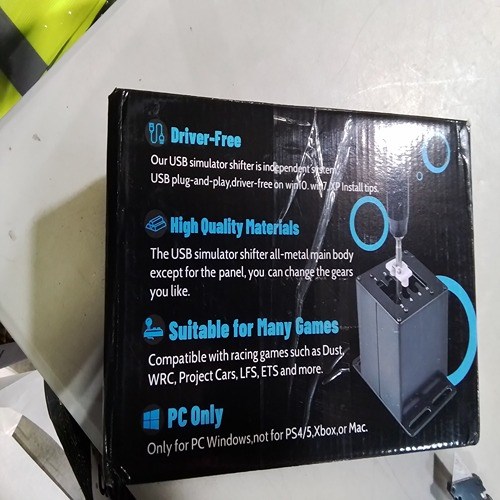 Driver-Free
Our USB simulator shifter is independent system,
USB plug-and-play,driver-free on win10. win7, XP Install tips.
High Quality Materials
The USB simulator shifter all-metal main body
except for the panel, you can change the gears
you like.
Suitable for Many Games
Compatible with racing games such as Dust,
WRC, Project Cars, LFS, ETS and more.
PC Only
Only for PC Windows,not for PS4/5,Xbox,or Mac.